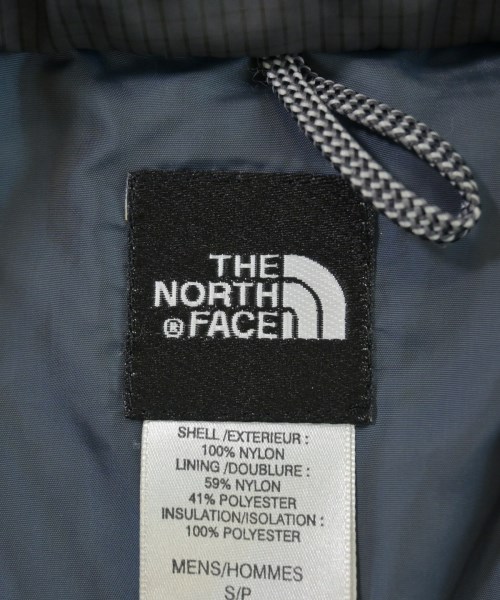 THE
NORTH
® FACE
SHELL /EXTERIEUR :
100% NYLON
LINING /DOUBLURE :
59% NYLON
41% POLYESTER
INSULATION/ISOLATION :
100% POLYESTER
MENS/HOMMES
S/P